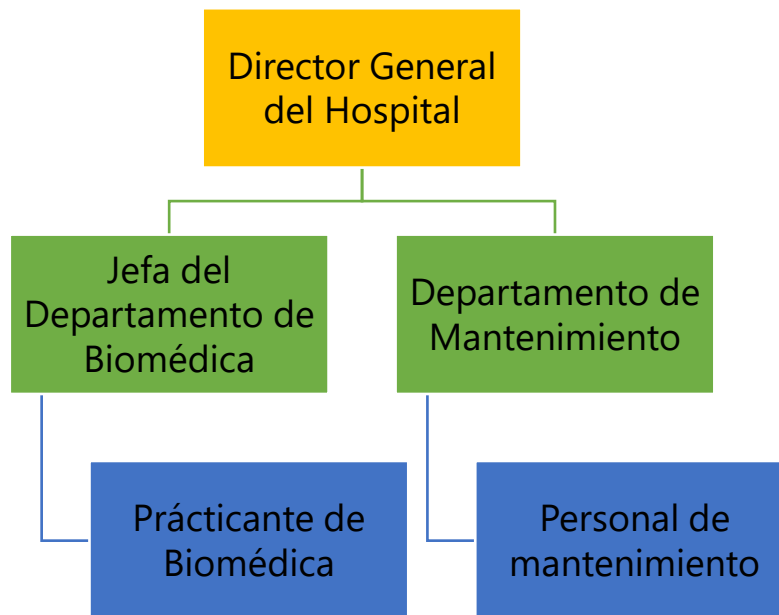 Director General
del Hospital
Jefa del
Departamento de
Biomédica
Departamento de
Mantenimiento
Prácticante de
Biomédica
Personal de
mantenimiento